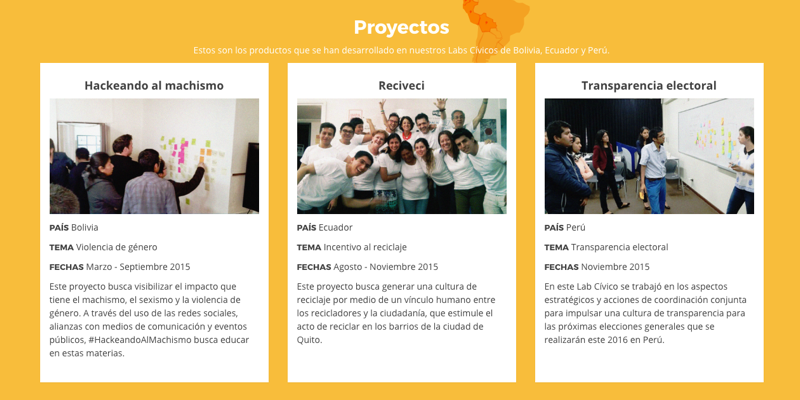 Proyectos
Estos son los productos que se han desarrollado en nuestros Labs Cívicos de Bolivia, Ecuador y Perú.
Hackeando al machismo
PAÍS Bolivia
TEMA Violencia de género
FECHAS Marzo - Septiembre 2015
Este proyecto busca visibilizar el impacto que
tiene el machismo, el sexismo y la violencia de
género. A través del uso de las redes sociales,
alianzas con medios de comunicación y eventos
públicos, #HackeandoAlMachismo busca educar
en estas materias.
Reciveci
PAÍS Ecuador
TEMA Incentivo al reciclaje
FECHAS Agosto - Noviembre 2015
Este proyecto busca generar una cultura de
reciclaje por medio de un vínculo humano entre
los recicladores y la ciudadanía, que estimule el
acto de reciclar en los barrios de la ciudad de
Quito.
Transparencia electoral
PAÍS Perú
TEMA Transparencia electoral
FECHAS Noviembre 2015
En este Lab Cívico se trabajó en los aspectos
estratégicos y acciones de coordinación conjunta
para impulsar una cultura de transparencia para
las próximas elecciones generales que se
realizarán este 2016 en Perú.